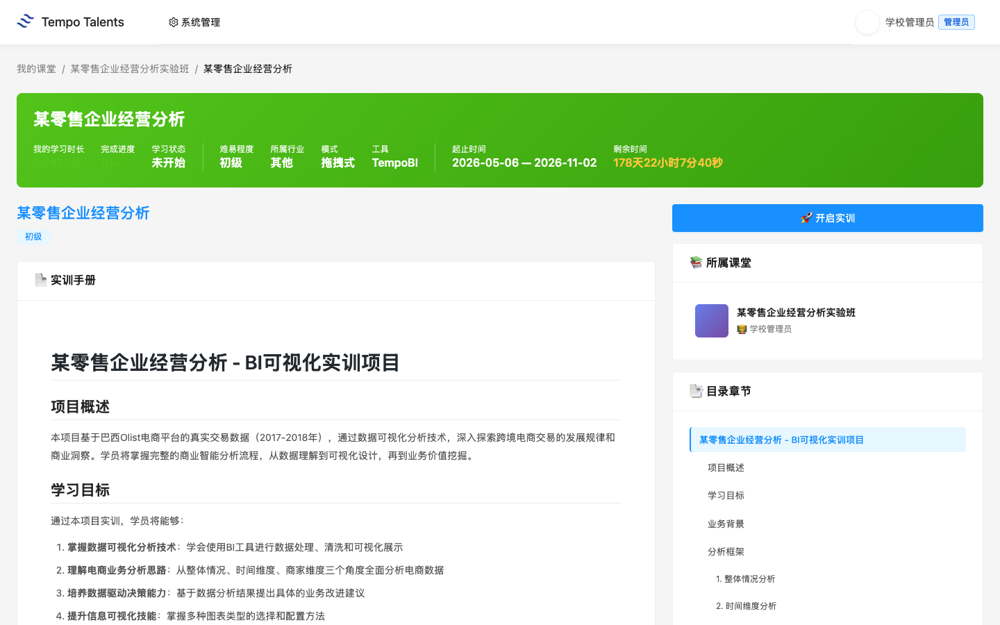 Tempo Talents
系统管理
学校管理员 管理员
我的课堂 / 某零售企业经营分析实验班 / 某零售企业经营分析
某零售企业经营分析
我的学习时长 完成进度 学习状态 难易程度 所属行业 模式 工具 起止时间 剩余时间
0小时0分 0% 未开始 初级 其他 拖拽式 TempoBI 2026-05-06 — 2026-11-02 178天22小时7分40秒
某零售企业经营分析
初级
开启实训
实训手册
某零售企业经营分析 - BI可视化实训项目
项目概述
本项目基于巴西Olist电商平台的真实交易数据（2017-2018年），通过数据可视化分析技术，深入探索跨境电商交易的发展规律和
商业洞察。学员将掌握完整的商业智能分析流程，从数据理解到可视化设计，再到业务价值挖掘。
学习目标
通过本项目实训，学员将能够：
1. 掌握数据可视化分析技术：学会使用BI工具进行数据处理、清洗和可视化展示
2. 理解电商业务分析思路：从整体情况、时间维度、商家维度三个角度全面分析电商数据
3. 培养数据驱动决策能力：基于数据分析结果提出具体的业务改进建议
4. 提升信息可视化技能：掌握多种图表类型的选择和配置方法
所属课堂
某零售企业经营分析实验班
学校管理员
目录章节
某零售企业经营分析 - BI可视化实训项目
项目概述
学习目标
业务背景
分析框架
1. 整体情况分析
2. 时间维度分析